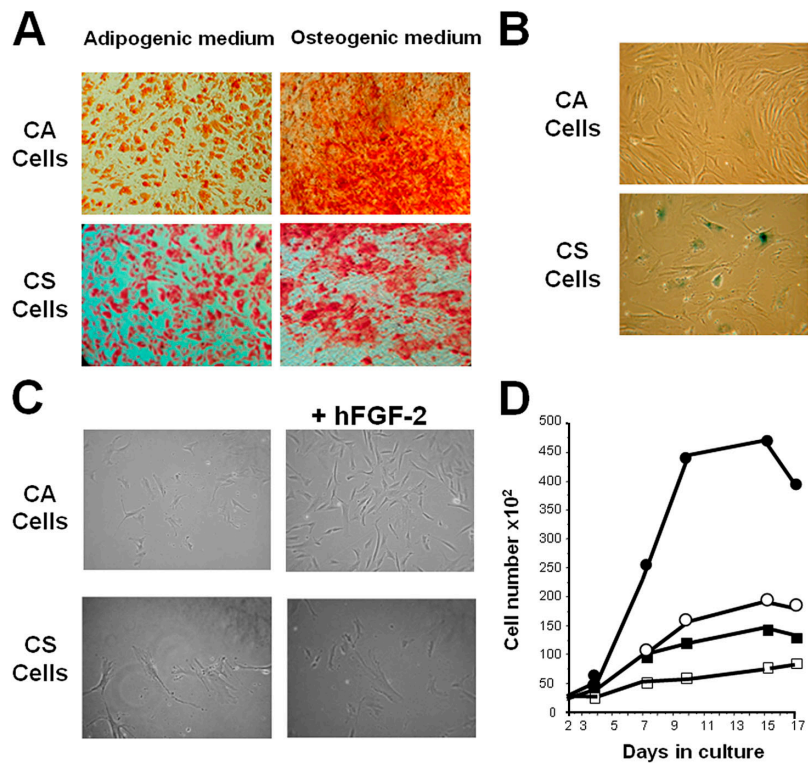 A
Adipogenic medium
Osteogenic medium
CA
Cells
CS
Cells
B
CA
Cells
CS
Cells
C
+ hFGF-2
CA
Cells
CS
Cells
D
Cell number x10²
500
450
400
350
300
250
200
150
100
50
0
2 3 5 7 9 11 13 15 17
Days in culture